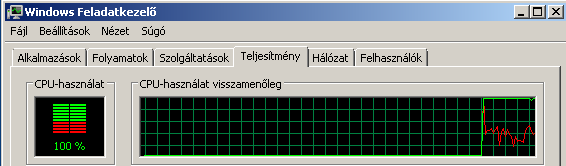 Windows Feladatkezelő
Fájl Beállítások Nézet Súgó
Alkalmazások Folyamatok Szolgáltatások Teljesítmény Hálózat Felhasználók
CPU-használat CPU-használat visszamenőleg
100 %